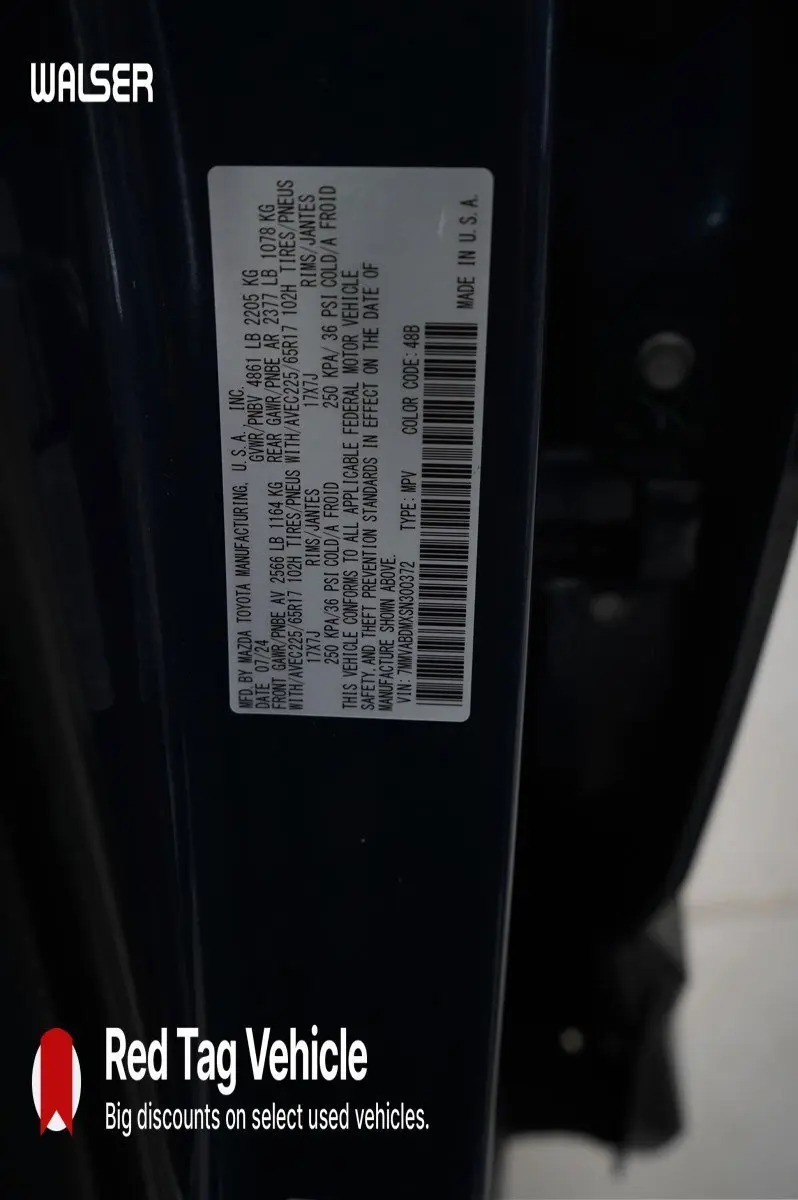 WALSER
MFD. BY MAZDA TOYOTA MANUFACTURING, U.S.A., INC.
DATE 07/24 GVWR/PNBV 4861 LB 2205 KG
FRONT GAWR/PNBE AV 2566 LB 1164 KG REAR GAWR/PNBE AR 2377 LB 1078 KG
WITH/AVEC225/65R17 102H TIRES/PNEUS WITH/AVEC225/65R17 102H TIRES/PNEUS
17X7J RIMS/JANTES 17X7J RIMS/JANTES
250 KPA/36 PSI COLD/A FROID 250 KPA/ 36 PSI COLD/A FROID
THIS VEHICLE CONFORMS TO ALL APPLICABLE FEDERAL MOTOR VEHICLE
SAFETY AND THEFT PREVENTION STANDARDS IN EFFECT ON THE DATE OF
MANUFACTURE SHOWN ABOVE.
VIN: 7MMVABDMXSN300372 TYPE: MPV COLOR CODE: 48B
MADE IN U.S.A.
Red Tag Vehicle
Big discounts on select used vehicles.